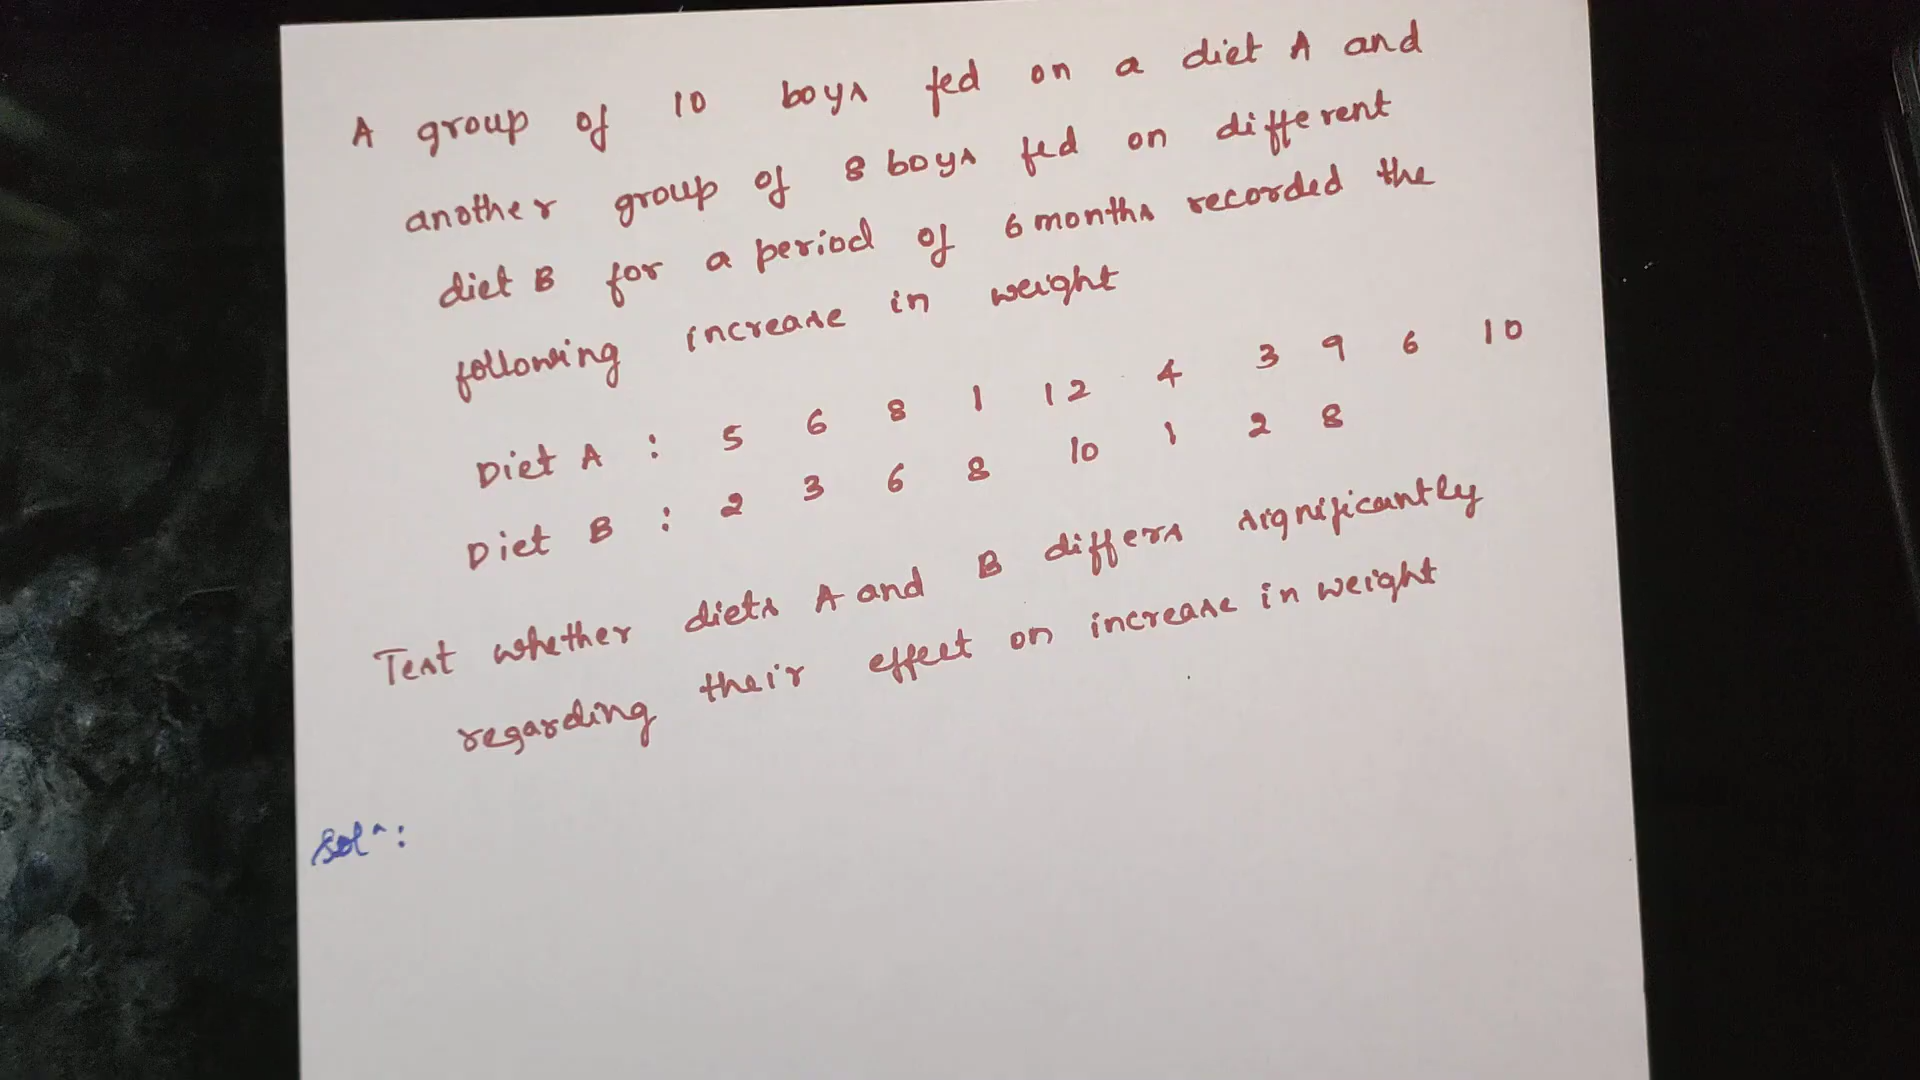 A group of 10 boys fed on a diet A and
another group of 8 boys fed on different
diet B for a period of 6 months recorded the
following increase in weight
Diet A : 5 6 8 1 12 4 3 9 6 10
Diet B : 2 3 6 8 10 1 2 8
Test whether diets A and B differs significantly
regarding their effect on increase in weight
Solⁿ: